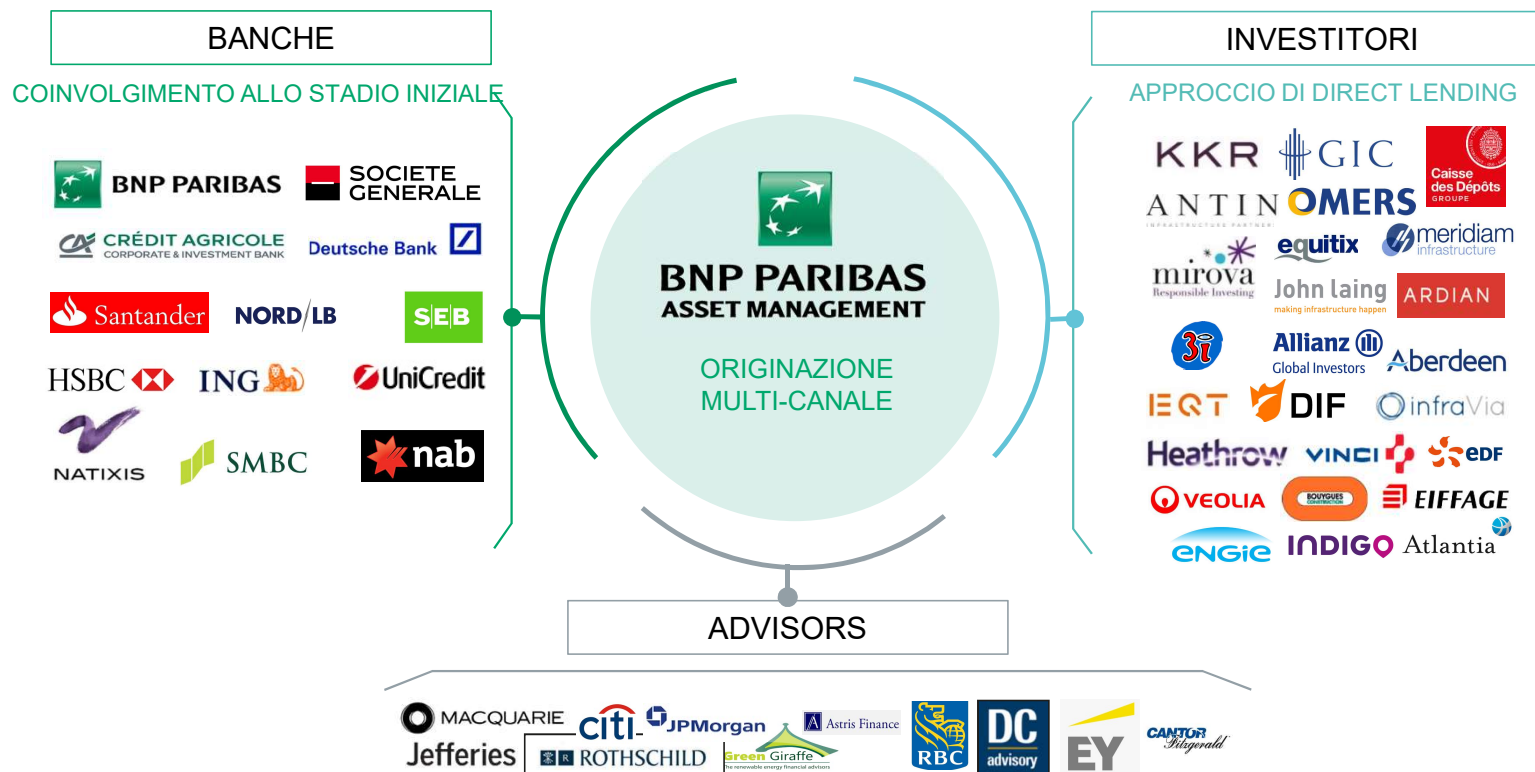 BANCHE
COINVOLGIMENTO ALLO STADIO INIZIALE
BNP PARIBAS
SOCIETE
GENERALE
CRÉDIT AGRICOLE
CORPORATE & INVESTMENT BANK
Deutsche Bank
Santander
NORD/LB
S|E|B
HSBC
ING
UniCredit
NATIXIS
SMBC
nab
BNP PARIBAS
ASSET MANAGEMENT
ORIGINAZIONE
MULTI-CANALE
INVESTITORI
APPROCCIO DI DIRECT LENDING
KKR
GIC
Caisse
des Dépôts
GROUPE
ANTIN
INFRASTRUCTURE PARTNERS
OMERS
mirova
Responsible Investing
equitix
meridiam
infrastructure
John laing
making infrastructure happen
ARDIAN
3i
Allianz
Global Investors
Aberdeen
EQT
DIF
infraVia
Heathrow
VINCI
eDF
VEOLIA
BOUYGUES
CONSTRUCTION
EIFFAGE
ENGIE
INDIGO
Atlantia
ADVISORS
MACQUARIE
citi
JPMorgan
A Astris Finance
RBC
DC
advisory
EY
CANTOR
Fitzgerald
Jefferies
R ROTHSCHILD
Green Giraffe
The renewable energy financial advisors